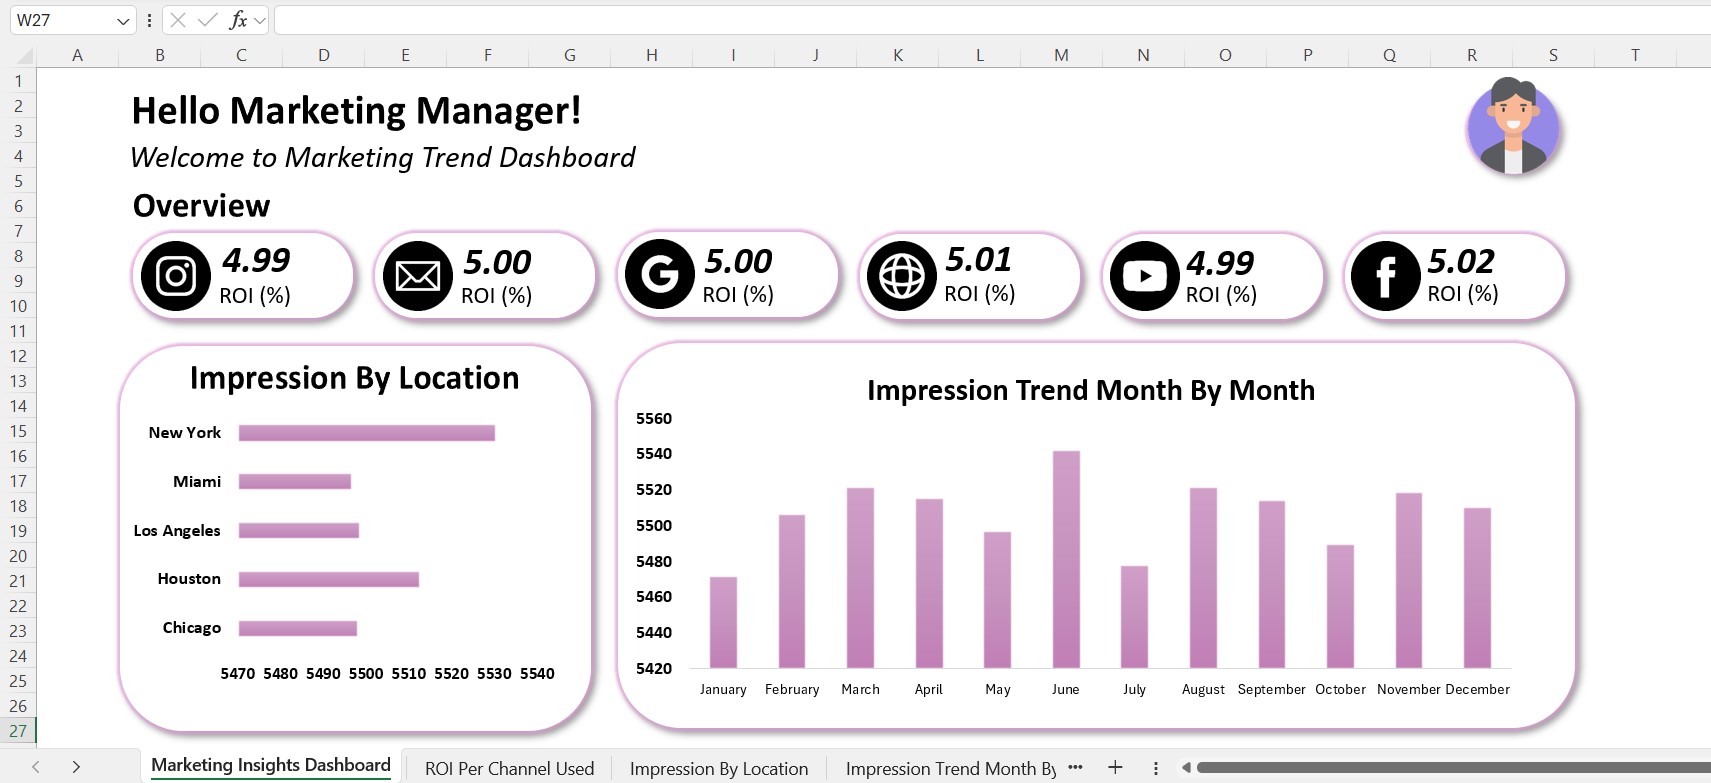 W27
fx
A B C D E F G H I J K L M N O P Q R S T
1
2
3
4
5
6
7
8
9
10
11
12
13
14
15
16
17
18
19
20
21
22
23
24
25
26
27
Hello Marketing Manager!
Welcome to Marketing Trend Dashboard
Overview
4.99
ROI (%)
5.00
ROI (%)
G
5.00
ROI (%)
5.01
ROI (%)
4.99
ROI (%)
f
5.02
ROI (%)
Impression By Location
New York
Miami
Los Angeles
Houston
Chicago
5470 5480 5490 5500 5510 5520 5530 5540
Impression Trend Month By Month
5560
5540
5520
5500
5480
5460
5440
5420
January February March April May June July August September October November December
Marketing Insights Dashboard ROI Per Channel Used Impression By Location Impression Trend Month By